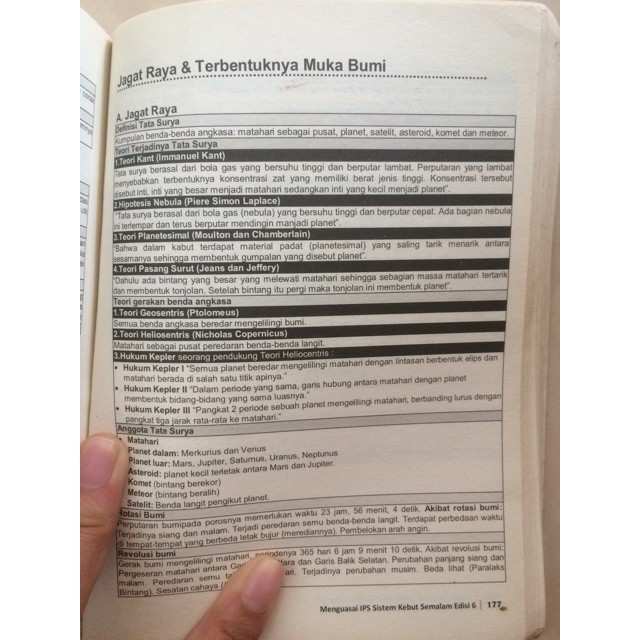 Jagat Raya & Terbentuknya Muka Bumi
A. Jagat Raya
Definisi Tata Surya
Kumpulan benda-benda angkasa: matahari sebagai pusat, planet, satelit, asteroid, komet dan meteor.
Teori Terjadinya Tata Surya
1.Teori Kant (Immanuel Kant)
Tata surya berasal dari bola gas yang bersuhu tinggi dan berputar lambat. Perputaran yang lambat
menyebabkan terbentuknya konsentrasi zat yang memiliki berat jenis tinggi. Konsentrasi tersebut
disebut inti, inti yang besar menjadi matahari sedangkan inti yang kecil menjadi planet".
2.Hipotesis Nebula (Piere Simon Laplace)
"Tata surya berasal dari bola gas (nebula) yang bersuhu tinggi dan berputar cepat. Ada bagian nebula
ini terlempar dan terus berputar mendingin manjadi planet".
3.Teori Planetesimal (Moulton dan Chamberlain)
"Bahwa dalam kabut terdapat material padat (planetesimal) yang saling tarik menarik antara
sesamanya sehingga membentuk gumpalan yang disebut planet".
4.Teori Pasang Surut (Jeans dan Jeffery)
"Dahulu ada bintang yang besar yang melewati matahari sehingga sebagian massa matahari tertarik
dan membentuk tonjolan. Setelah bintang itu pergi maka tonjolan ini membentuk planet".
Teori gerakan benda angkasa
1.Teori Geosentris (Ptolomeus)
Semua benda angkasa beredar mengelilingi bumi.
2.Teori Heliosentris (Nicholas Copernicus)
Matahari sebagai pusat peredaran benda-benda langit.
3.Hukum Kepler seorang pendukung Teori Heliocentris :
• Hukum Kepler I "Semua planet beredar mengelilingi matahari dengan lintasan berbentuk elips dan
matahari berada di salah satu titik apinya."
• Hukum Kepler II "Dalam periode yang sama, garis hubung antara matahari dengan planet
membentuk bidang-bidang yang sama luasnya."
• Hukum Kepler III "Pangkat 2 periode sebuah planet mengelilingi matahari, berbanding lurus dengan
pangkat tiga jarak rata-rata ke matahari."
Anggota Tata Surya
• Matahari
Planet dalam: Merkurius dan Venus
Planet luar: Mars, Jupiter, Saturnus, Uranus, Neptunus
Asteroid: planet kecil terletak antara Mars dan Jupiter.
Komet (bintang berekor)
Meteor (bintang beralih)
Satelit: Benda langit pengikut planet.
Rotasi Bumi
Perputaran bumipada porosnya memerlukan waktu 23 jam, 56 menit, 4 detik. Akibat rotasi bumi:
Terjadinya siang dan malam. Terjadi peredaran semu benda-benda langit. Terdapat perbedaan waktu
di tempat-tempat yang berbeda letak bujur (merediannya). Pembelokan arah angin.
Revolusi bumi
Gerak bumi mengelilingi matahari, periodenya 365 hari 6 jam 9 menit 10 detik. Akibat revolusi bumi:
Pergeseran matahari antara Ga Utara dan Garis Balik Selatan. Perubahan panjang siang dan
malam. Peredaran semu ta Terjadinya perubahan musim. Beda lihat (Paralaks
Bintang). Sesatan cahaya
Menguasai IPS Sistem Kebut Semalam Edisi 6 | 177